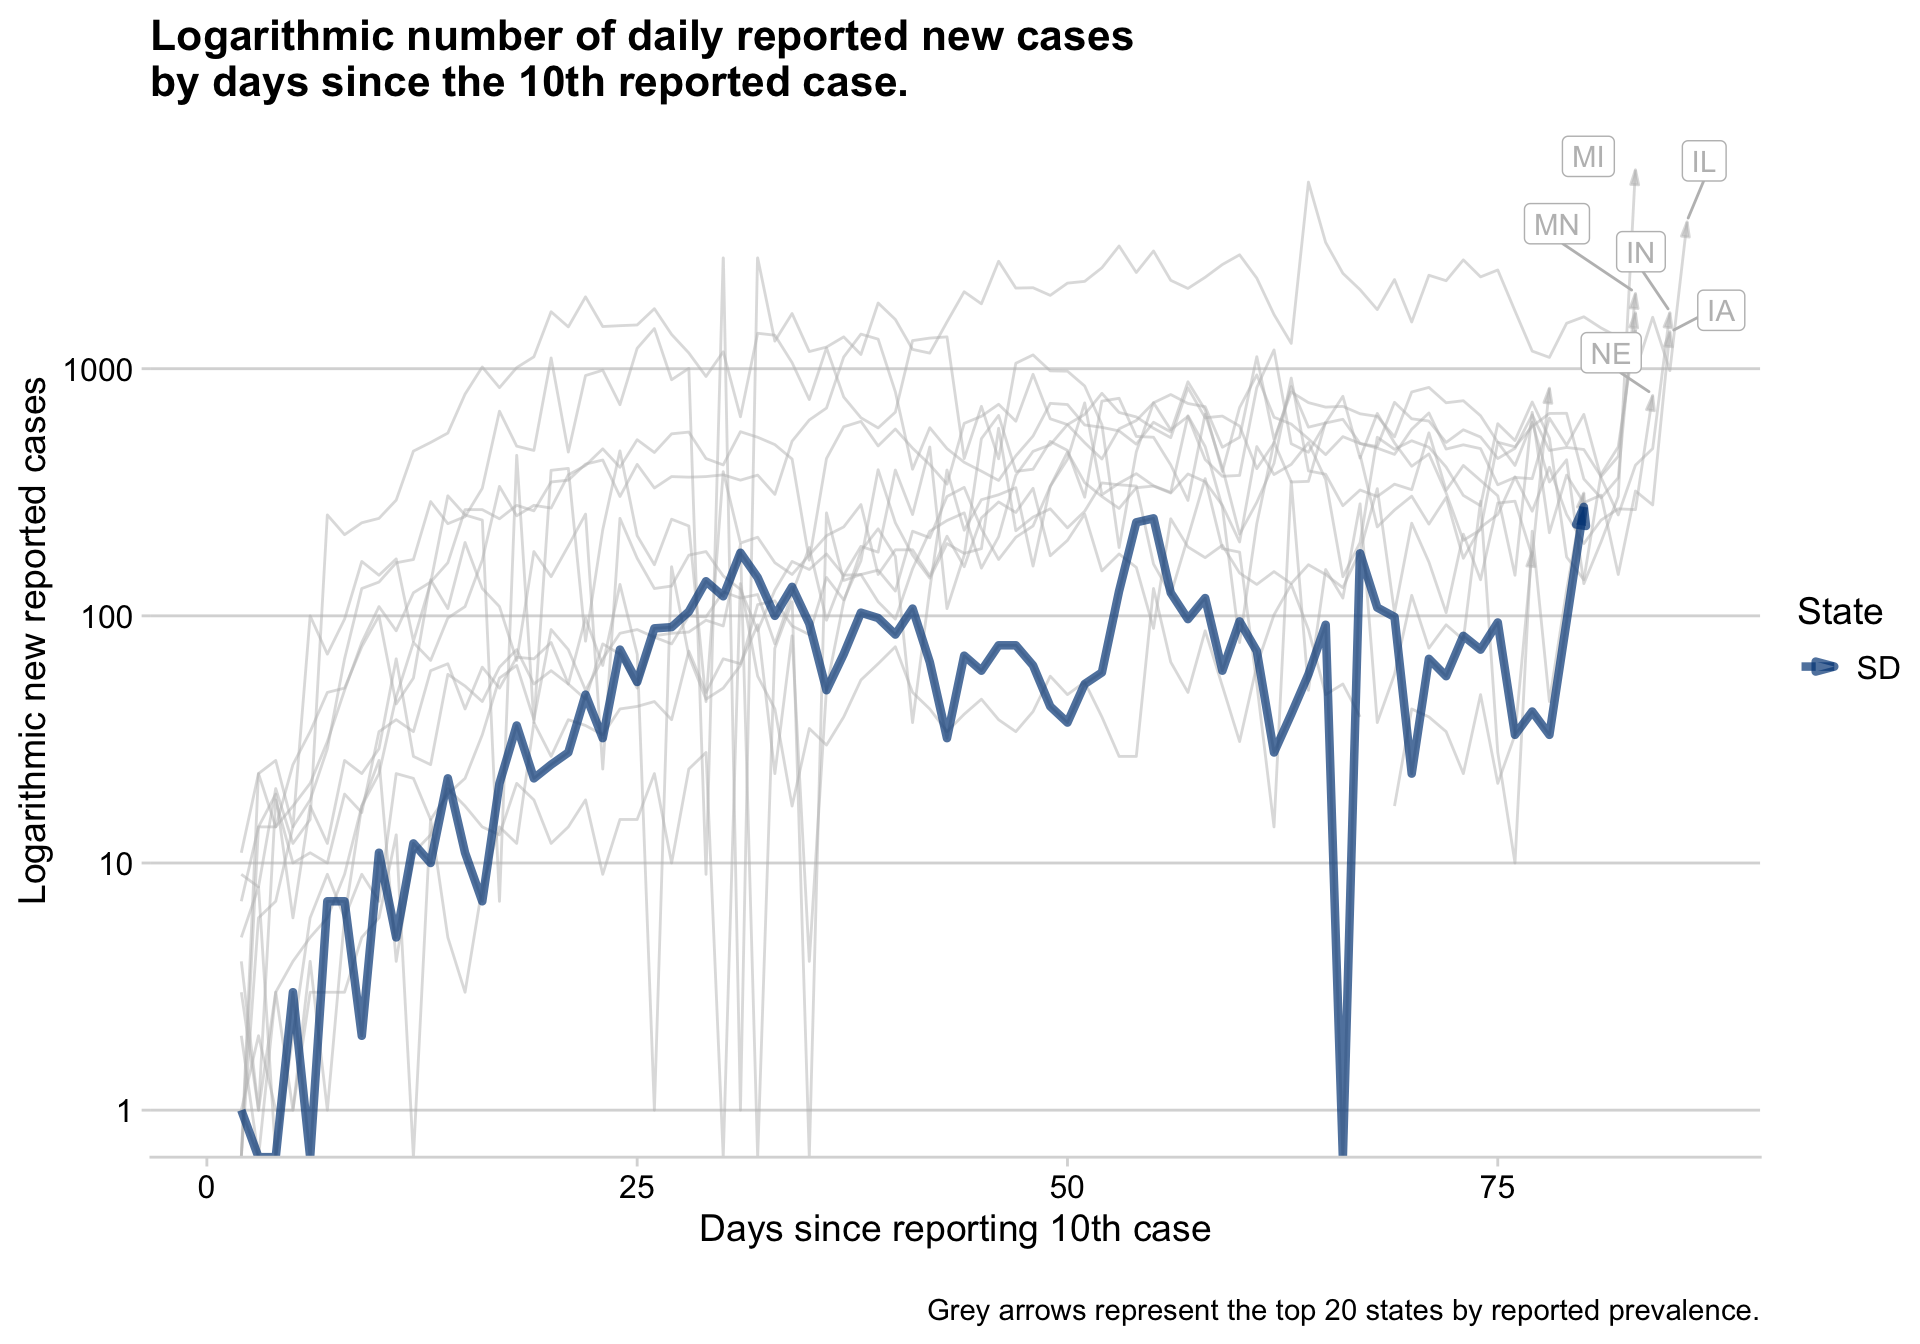 Logarithmic number of daily reported new cases
by days since the 10th reported case.
MI
IL
MN
IN
IA
NE
1000
100
10
1
Logarithmic new reported cases
State
SD
0
25
50
75
Days since reporting 10th case
Grey arrows represent the top 20 states by reported prevalence.